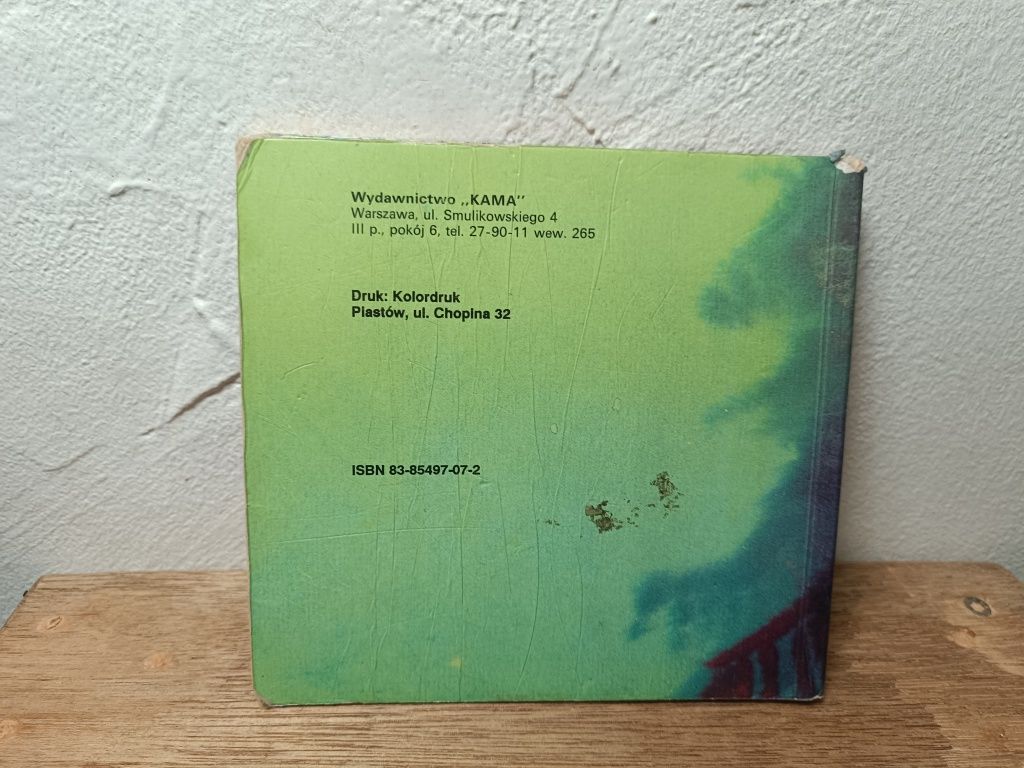 Wydawnictwo ,,KAMA''
Warszawa, ul. Smulikowskiego 4
III p., pokój 6, tel. 27-90-11 wew. 265
Druk: Kolordruk
Piastów, ul. Chopina 32
ISBN 83-85497-07-2